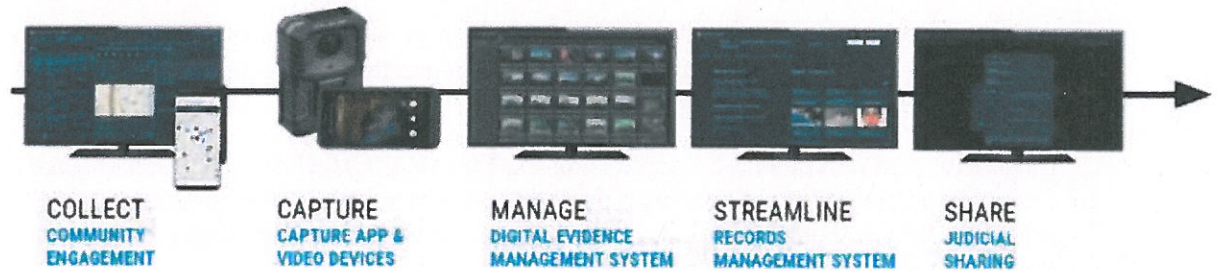 COLLECT
COMMUNITY
ENGAGEMENT
CAPTURE
CAPTURE APP &
VIDEO DEVICES
MANAGE
DIGITAL EVIDENCE
MANAGEMENT SYSTEM
STREAMLINE
RECORDS
MANAGEMENT SYSTEM
SHARE
JUDICIAL
SHARING